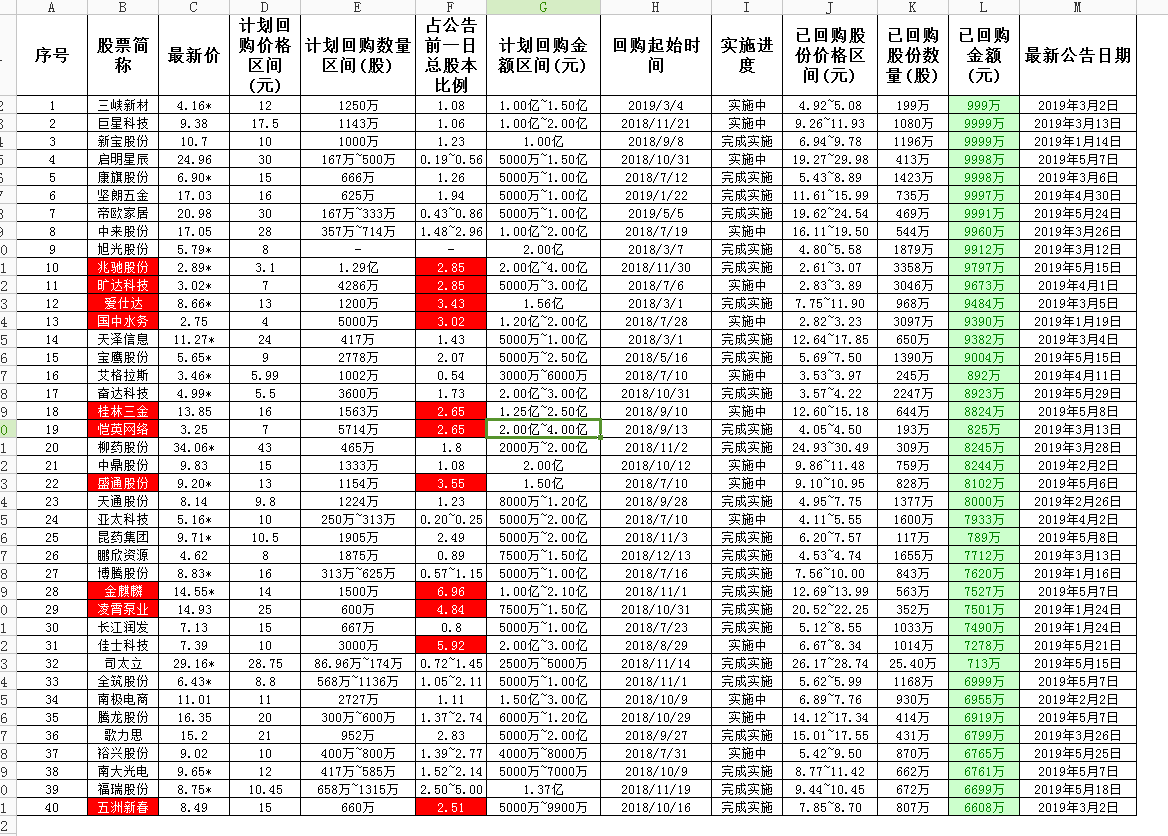 A B C D E F G H I J K L M
序号 股票简称 最新价 计划回购价格区间(元) 计划回购数量区间(股) 占公告前一日总股本比例 计划回购金额区间(元) 回购起始时间 实施进度 已回购股份价格区间(元) 已回购股份数量(股) 已回购金额(元) 最新公告日期
1 三峡新材 4.16* 12 1250万 1.08 1.00亿~1.50亿 2019/3/4 实施中 4.92~5.08 199万 999万 2019年3月2日
2 巨星科技 9.38 17.5 1143万 1.06 1.00亿~2.00亿 2018/11/21 实施中 9.26~11.93 1080万 9999万 2019年3月13日
3 新宝股份 10.7 10 1000万 1.23 1.00亿 2018/9/8 完成实施 6.94~9.78 1196万 9999万 2019年1月14日
4 启明星辰 24.96 30 167万~500万 0.19~0.56 5000万~1.50亿 2018/10/31 实施中 19.27~29.98 413万 9998万 2019年5月7日
5 康旗股份 6.90* 15 666万 1.26 5000万~1.00亿 2018/7/12 完成实施 5.43~8.89 1423万 9998万 2019年3月6日
6 坚朗五金 17.03 16 625万 1.94 5000万~1.00亿 2019/1/22 完成实施 11.61~15.99 735万 9997万 2019年4月30日
7 帝欧家居 20.98 30 167万~333万 0.43~0.86 5000万~1.00亿 2019/5/5 完成实施 19.62~24.54 469万 9991万 2019年5月24日
8 中来股份 17.05 28 357万~714万 1.48~2.96 1.00亿~2.00亿 2018/7/19 完成实施 16.11~19.50 544万 9960万 2019年3月26日
9 旭光股份 5.79* 8 - - 2.00亿 2018/3/7 完成实施 4.80~5.58 1879万 9912万 2019年3月12日
10 兆驰股份 2.89* 3.1 1.29亿 2.85 2.00亿~4.00亿 2018/11/30 完成实施 2.61~3.07 3358万 9797万 2019年5月15日
11 旷达科技 3.02* 7 4286万 2.85 5000万~3.00亿 2018/7/6 完成实施 2.83~3.89 3046万 9673万 2019年4月1日
12 爱仕达 8.66* 13 1200万 3.43 1.56亿 2018/3/1 完成实施 7.75~11.90 968万 9484万 2019年3月5日
13 国中水务 2.75 4 5000万 3.02 1.20亿~2.00亿 2018/7/28 实施中 2.82~3.23 3097万 9390万 2019年1月19日
14 天泽信息 11.27* 24 417万 1.43 5000万~1.00亿 2018/3/1 完成实施 12.64~17.85 650万 9382万 2019年3月4日
15 宝鹰股份 5.65* 9 2778万 2.07 5000万~2.50亿 2018/5/16 完成实施 5.69~7.50 1390万 9004万 2019年5月15日
16 艾格拉斯 3.46* 5.99 1002万 0.54 3000万~6000万 2018/7/10 实施中 3.53~3.97 245万 892万 2019年4月11日
17 奋达科技 4.99* 5.5 3600万 1.73 2.00亿~3.00亿 2018/10/31 完成实施 3.57~4.22 2247万 8923万 2019年5月29日
18 桂林三金 13.85 16 1563万 2.65 1.25亿~2.50亿 2018/9/10 实施中 12.60~15.18 644万 8824万 2019年5月8日
19 恺英网络 3.25 7 5714万 2.65 2.00亿~4.00亿 2018/9/13 完成实施 4.05~4.50 193万 825万 2019年3月13日
20 柳药股份 34.06* 43 465万 1.8 2000万~2.00亿 2018/11/2 完成实施 24.93~30.49 309万 8245万 2019年3月28日
21 中鼎股份 9.83 15 1333万 1.08 2.00亿 2018/10/12 实施中 9.86~11.48 759万 8244万 2019年2月2日
22 盛通股份 9.20* 13 1154万 3.55 1.50亿 2018/7/10 实施中 9.10~10.95 828万 8102万 2019年5月6日
23 天通股份 8.14 9.8 1224万 1.23 8000万~1.20亿 2018/9/28 完成实施 4.95~7.75 1377万 8000万 2019年2月26日
24 亚太科技 5.16* 10 250万~313万 0.20~0.25 5000万~2.00亿 2018/7/10 实施中 4.11~5.55 1600万 7933万 2019年4月2日
25 昆药集团 9.71* 10.5 1905万 2.49 5000万~2.00亿 2018/11/3 完成实施 6.20~7.57 117万 789万 2019年5月8日
26 鹏欣资源 4.62 8 1875万 0.89 7500万~1.50亿 2018/12/13 完成实施 4.53~4.74 1655万 7712万 2019年3月13日
27 博腾股份 8.83* 16 313万~625万 0.57~1.15 5000万~1.00亿 2018/7/16 完成实施 7.56~10.00 843万 7620万 2019年1月16日
28 金麒麟 14.55* 14 1500万 6.96 1.00亿~2.10亿 2018/11/1 完成实施 12.69~13.99 563万 7527万 2019年5月7日
29 凌霄泵业 14.93 25 600万 4.84 7500万~1.50亿 2018/10/31 完成实施 20.52~22.25 352万 7501万 2019年1月24日
30 长江润发 7.13 15 667万 0.8 5000万~1.00亿 2018/7/23 完成实施 5.12~8.55 1033万 7490万 2019年1月24日
31 佳士科技 7.39 10 3000万 5.92 2.00亿~3.00亿 2018/8/29 实施中 6.67~8.34 1014万 7278万 2019年5月21日
32 司太立 29.16* 28.75 86.96万~174万 0.72~1.45 2500万~5000万 2018/11/14 完成实施 26.17~28.74 25.40万 713万 2019年5月15日
33 全筑股份 6.43* 8.8 568万~1136万 1.05~2.11 5000万~1.00亿 2018/11/1 完成实施 5.62~5.99 1168万 6999万 2019年5月7日
34 南极电商 11.01 11 2727万 1.11 1.50亿~3.00亿 2018/10/9 实施中 6.89~7.76 930万 6955万 2019年2月2日
35 腾龙股份 16.35 20 300万~600万 1.37~2.74 6000万~1.20亿 2018/10/29 完成实施 14.12~17.34 414万 6919万 2019年5月7日
36 歌力思 15.2 21 952万 2.83 5000万~2.00亿 2018/9/27 完成实施 15.01~17.55 431万 6799万 2019年3月26日
37 裕兴股份 9.02 10 400万~800万 1.39~2.77 4000万~8000万 2018/7/31 实施中 5.42~9.50 870万 6765万 2019年5月25日
38 南大光电 9.65* 12 417万~585万 1.52~2.14 5000万~7000万 2018/10/9 完成实施 8.77~11.42 662万 6761万 2019年5月7日
39 福瑞股份 8.75* 10.45 658万~1315万 2.50~5.00 1.37亿 2018/11/19 完成实施 9.44~10.45 672万 6699万 2019年5月18日
40 五洲新春 8.49 15 660万 2.51 5000万~9900万 2018/10/16 完成实施 7.85~8.70 807万 6608万 2019年3月2日